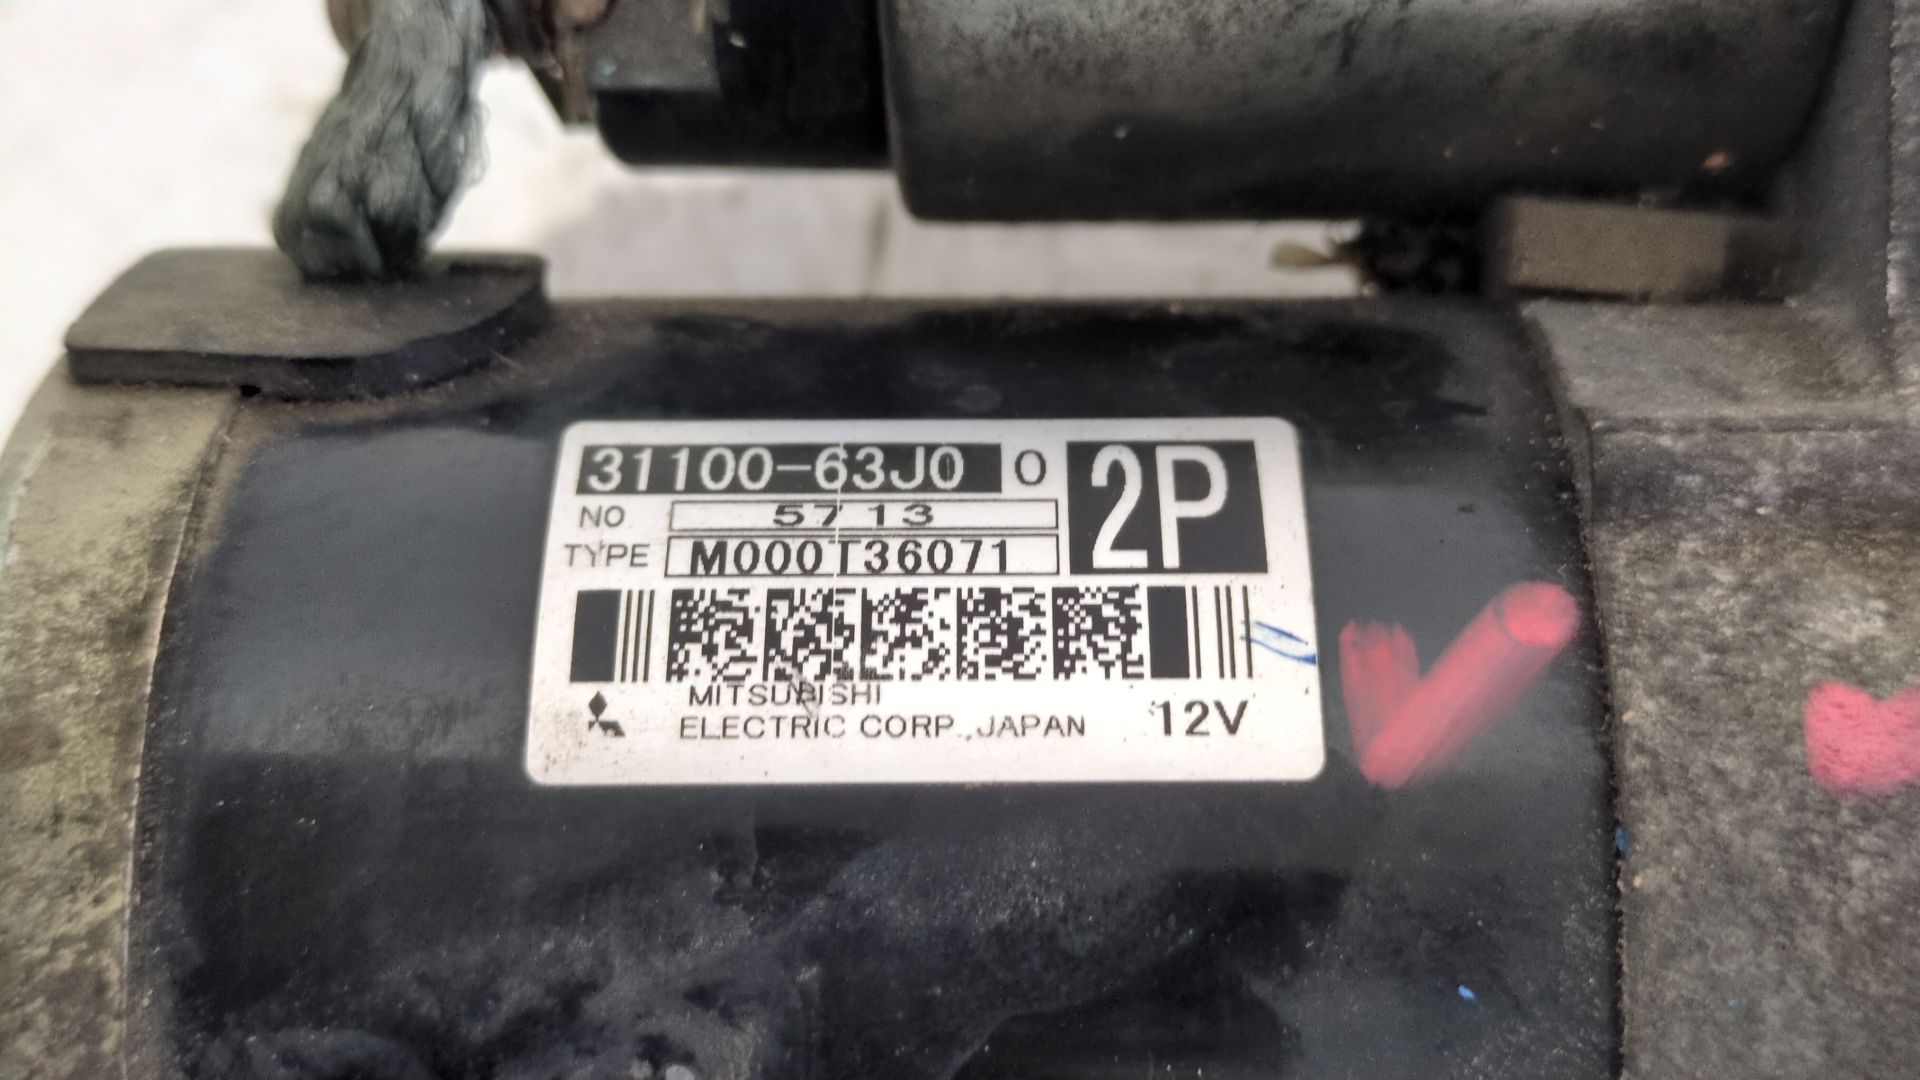 31100-63J0 0 2P
NO 5713
TYPE M000T36071
MITSUBISHI
ELECTRIC CORP., JAPAN 12V